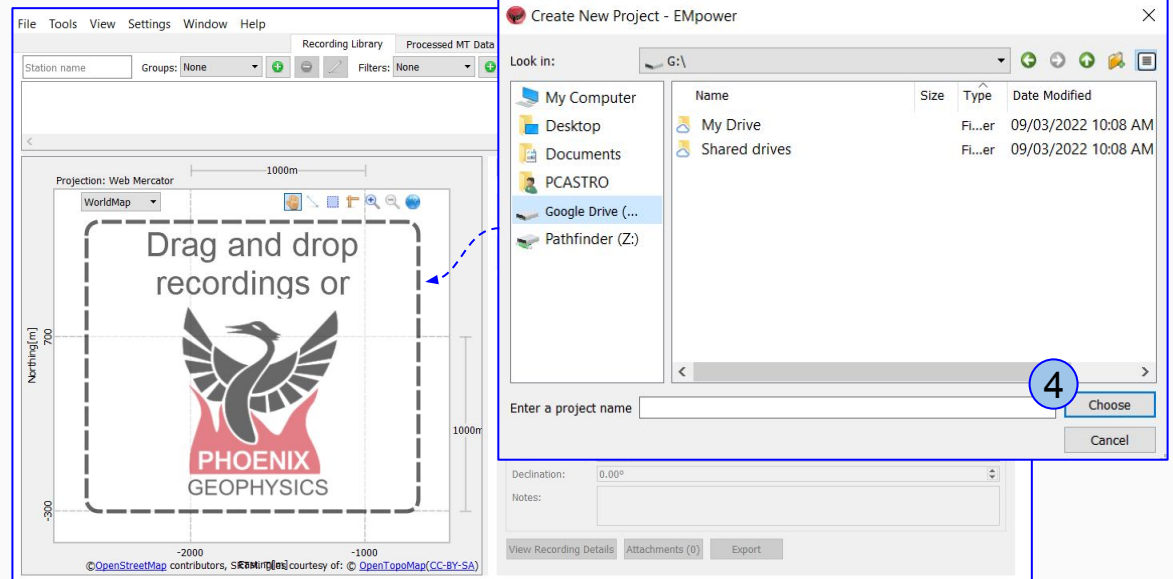 File Tools View Settings Window Help
Recording Library Processed MT Data
Station name Groups: None Filters: None
Projection: Web Mercator
1000m
WorldMap
Drag and drop
recordings or
PHOENIX
GEOPHYSICS
Northing[m]
700
-300
1000m
-2000 -1000
©OpenStreetMap contributors, courtesy of: © OpenTopoMap(CC-BY-SA)
Create New Project - EMpower
Look in: G:\
My Computer
Desktop
Documents
PCASTRO
Google Drive (...
Pathfinder (Z:)
Name Size Type Date Modified
My Drive Fi...er 09/03/2022 10:08 AM
Shared drives Fi...er 09/03/2022 10:08 AM
4
Enter a project name Choose
Cancel
Declination: 0.00º
Notes:
View Recording Details Attachments (0) Export